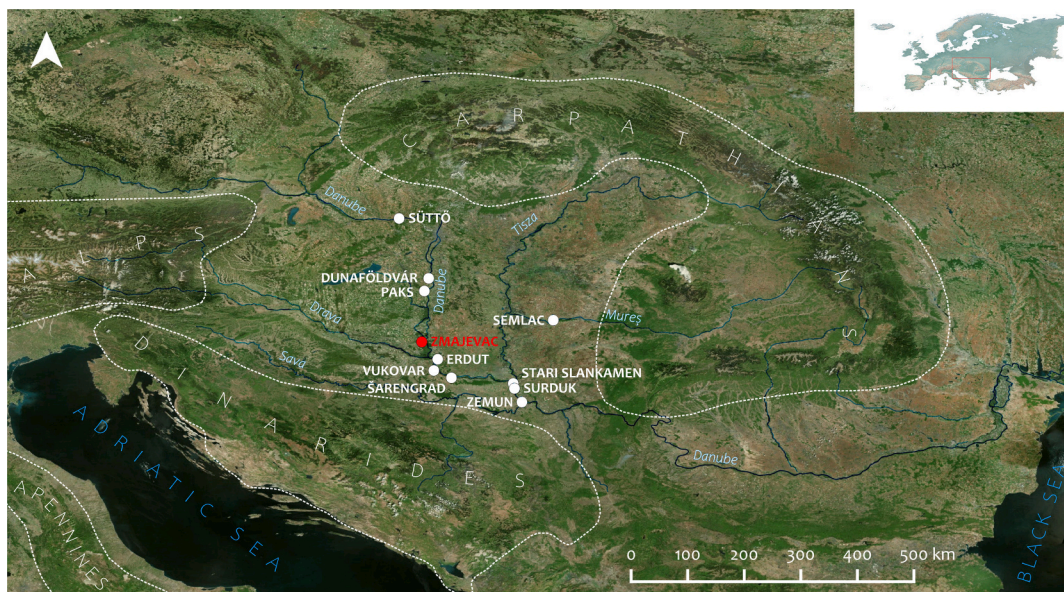 CARPATHIANS
ALPS
DINARIDES
APENNINES
ADRIATIC SEA
BLACK SEA
Danube
SÜTTŐ
Tisza
DUNAFÖLDVÁR
PAKS
Danube
Drava
SEMLAC
Mureș
ZMAJEVAC
ERDUT
Sava
VUKOVAR
ŠARENGRAD
STARI SLANKAMEN
SURDUK
ZEMUN
Danube
0 100 200 300 400 500 km